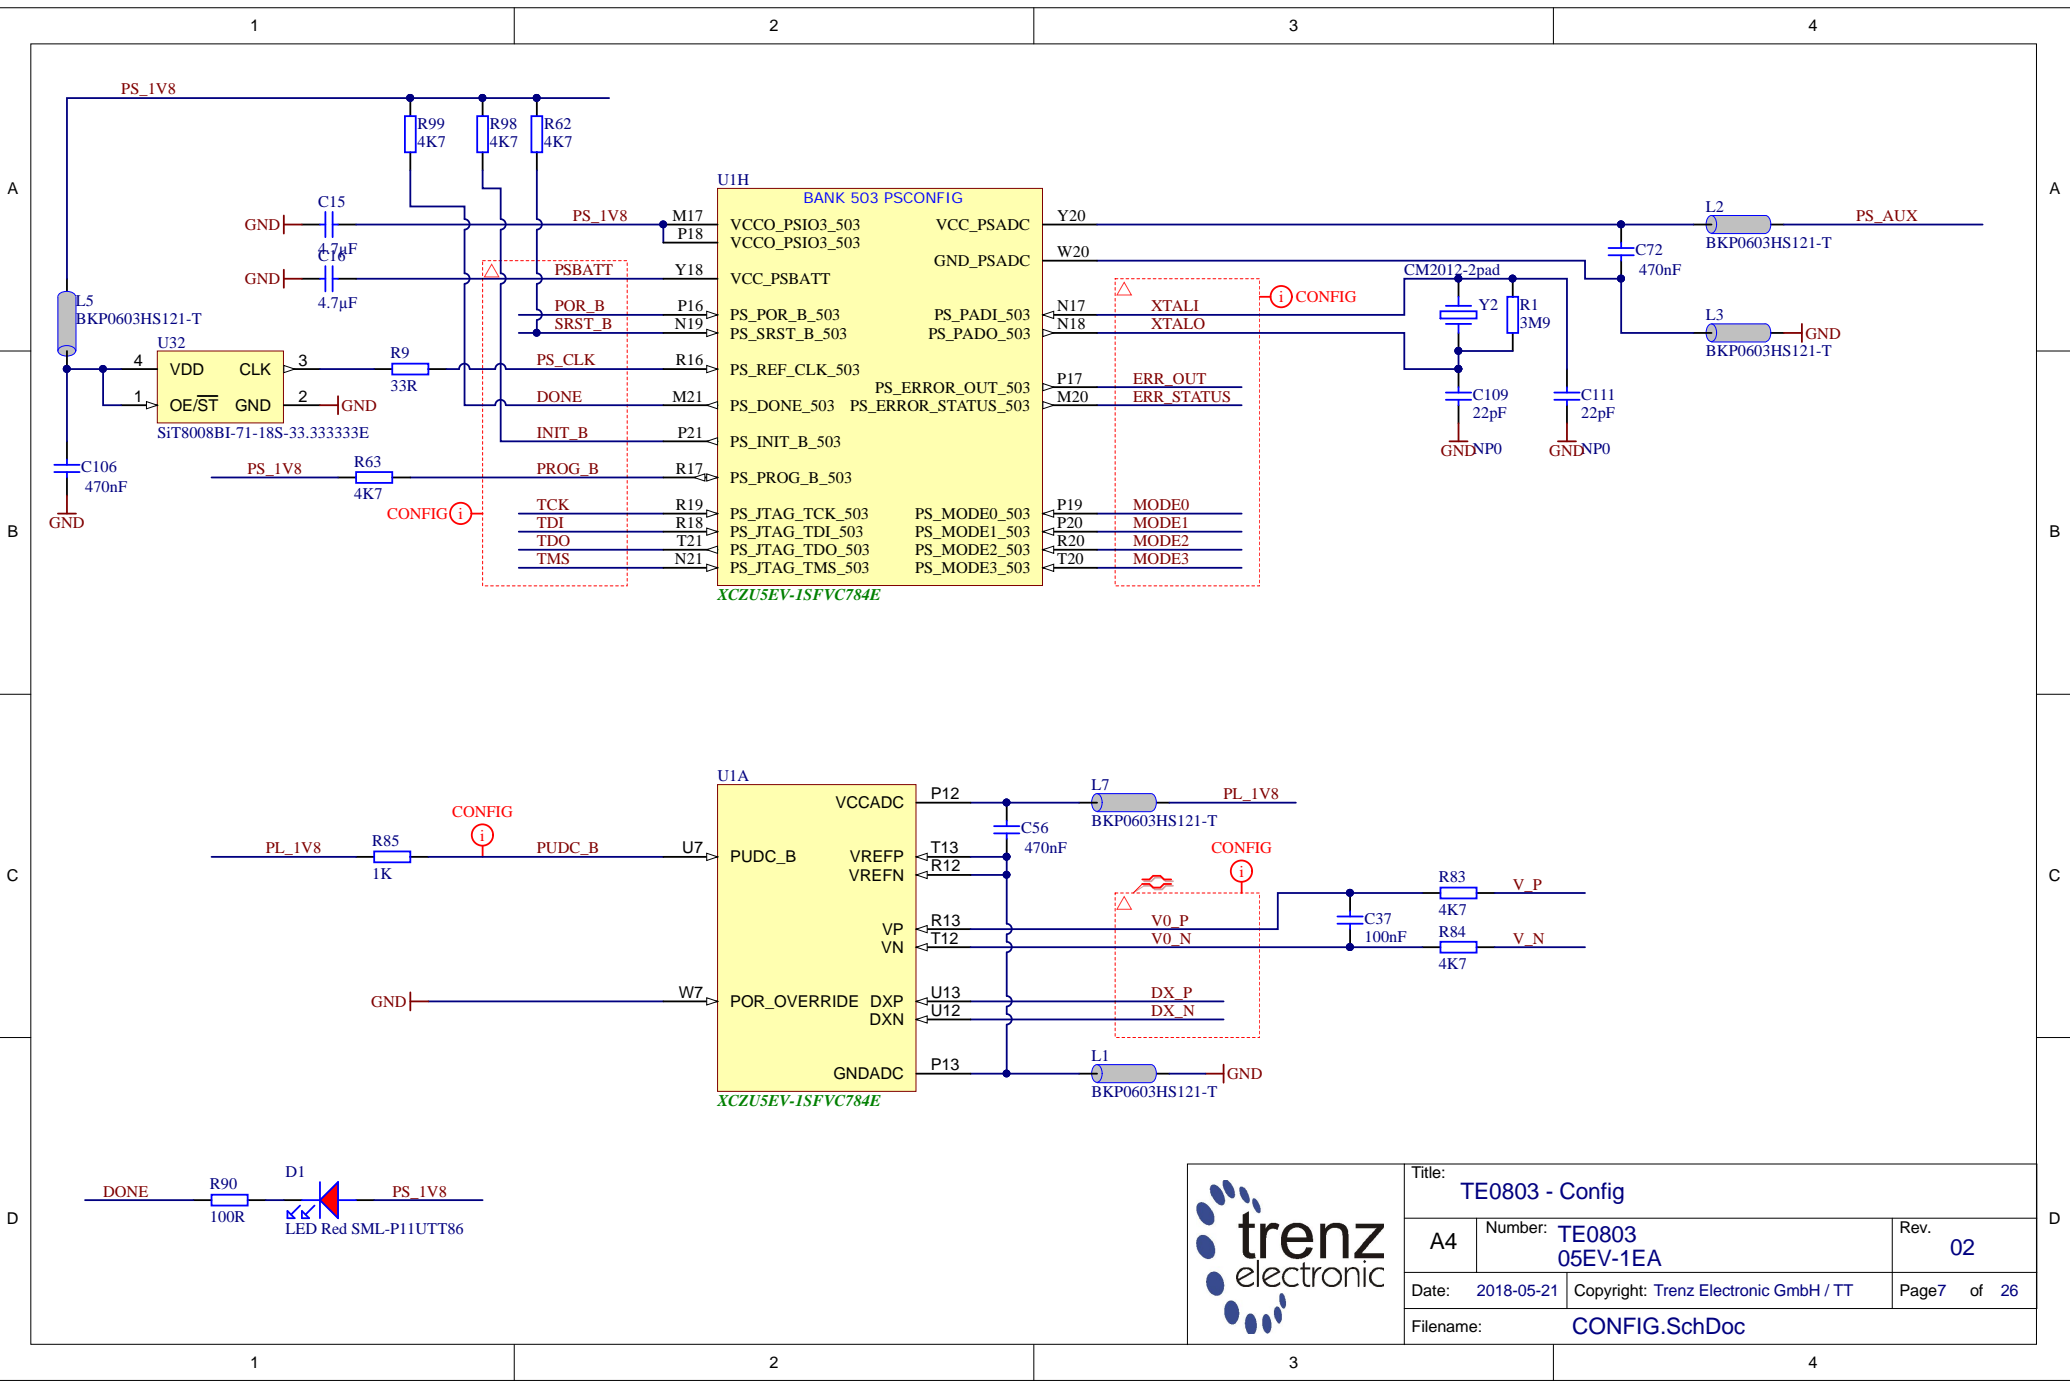 1 2 3 4
A
B
C
D
A
B
C
D
PS_1V8
R99
4K7
R98
4K7
R62
4K7
C15
4.7µF
GND
PS_1V8
C16
4.7µF
GND
PSBATT
POR_B
SRST_B
PS_CLK
DONE
INIT_B
PROG_B
TCK
TDI
TDO
TMS
CONFIG
i
L5
BKP0603HS121-T
U32
4 VDD CLK 3
1 OE/ST GND 2
GND
SiT8008BI-71-18S-33.333333E
R9
33R
C106
470nF
GND
PS_1V8
R63
4K7
U1H
BANK 503 PSCONFIG
M17 VCCO_PSIO3_503
P18 VCCO_PSIO3_503
Y18 VCC_PSBATT
P16 PS_POR_B_503
N19 PS_SRST_B_503
R16 PS_REF_CLK_503
M21 PS_DONE_503
P21 PS_INIT_B_503
R17 PS_PROG_B_503
R19 PS_JTAG_TCK_503
R18 PS_JTAG_TDI_503
T21 PS_JTAG_TDO_503
N21 PS_JTAG_TMS_503
VCC_PSADC Y20
GND_PSADC W20
PS_PADI_503 N17 XTALI
PS_PADO_503 N18 XTALO
PS_ERROR_OUT_503 P17 ERR_OUT
PS_ERROR_STATUS_503 M20 ERR_STATUS
PS_MODE0_503 P19 MODE0
PS_MODE1_503 P20 MODE1
PS_MODE2_503 R20 MODE2
PS_MODE3_503 T20 MODE3
XCZU5EV-1SFVC784E
i CONFIG
CM2012-2pad
Y2
R1
3M9
C109
22pF
GND NP0
C111
22pF
GND NP0
L2
BKP0603HS121-T
PS_AUX
C72
470nF
L3
BKP0603HS121-T
GND
U1A
PL_1V8
R85
1K
CONFIG
i
PUDC_B
U7 PUDC_B
GND
W7 POR_OVERRIDE
VCCADC P12
VREFP T13
VREFN R12
VP R13
VN T12
DXP U13
DXN U12
GNDADC P13
XCZU5EV-1SFVC784E
L7
BKP0603HS121-T
PL_1V8
C56
470nF
CONFIG
i
V0_P
V0_N
DX_P
DX_N
C37
100nF
R83
4K7
V_P
R84
4K7
V_N
L1
BKP0603HS121-T
GND
DONE
R90
100R
D1
LED Red SML-P11UTT86
PS_1V8
trenz
electronic
Title:
TE0803 - Config
A4
Number: TE0803
05EV-1EA
Rev.
02
Date: 2018-05-21
Copyright: Trenz Electronic GmbH / TT
Page7 of 26
Filename: CONFIG.SchDoc
1 2 3 4